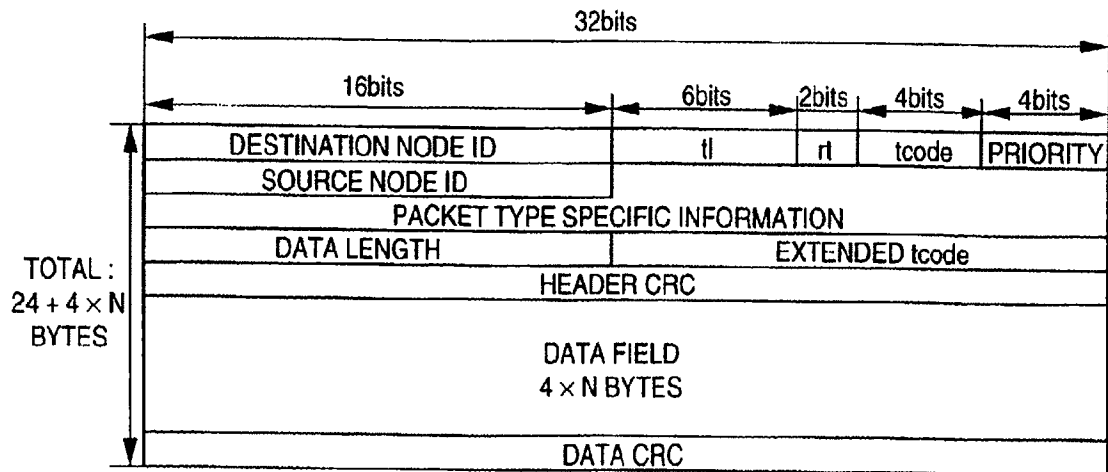 32bits
16bits 6bits 2bits 4bits 4bits
DESTINATION NODE ID tl rt tcode PRIORITY
SOURCE NODE ID
PACKET TYPE SPECIFIC INFORMATION
DATA LENGTH EXTENDED tcode
HEADER CRC
TOTAL :
24 + 4 × N
BYTES
DATA FIELD
4 × N BYTES
DATA CRC